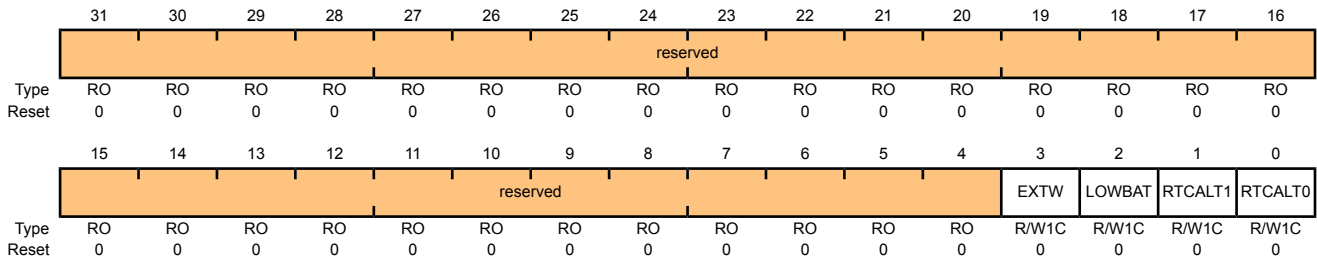 31 30 29 28 27 26 25 24 23 22 21 20 19 18 17 16
reserved
Type RO RO RO RO RO RO RO RO RO RO RO RO RO RO RO RO
Reset 0 0 0 0 0 0 0 0 0 0 0 0 0 0 0 0
15 14 13 12 11 10 9 8 7 6 5 4 3 2 1 0
reserved EXTW LOWBAT RTCALT1 RTCALT0
Type RO RO RO RO RO RO RO RO RO RO RO RO R/W1C R/W1C R/W1C R/W1C
Reset 0 0 0 0 0 0 0 0 0 0 0 0 0 0 0 0